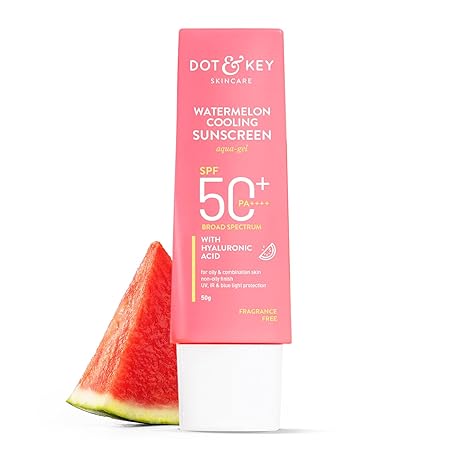 DOT & KEY
SKINCARE
WATERMELON
COOLING
SUNSCREEN
aqua-gel
SPF
50+
PA++++
BROAD SPECTRUM
WITH
HYALURONIC
ACID
for oily & combination skin
non-oily finish
UV, IR & blue light protection
50g
FRAGRANCE
FREE